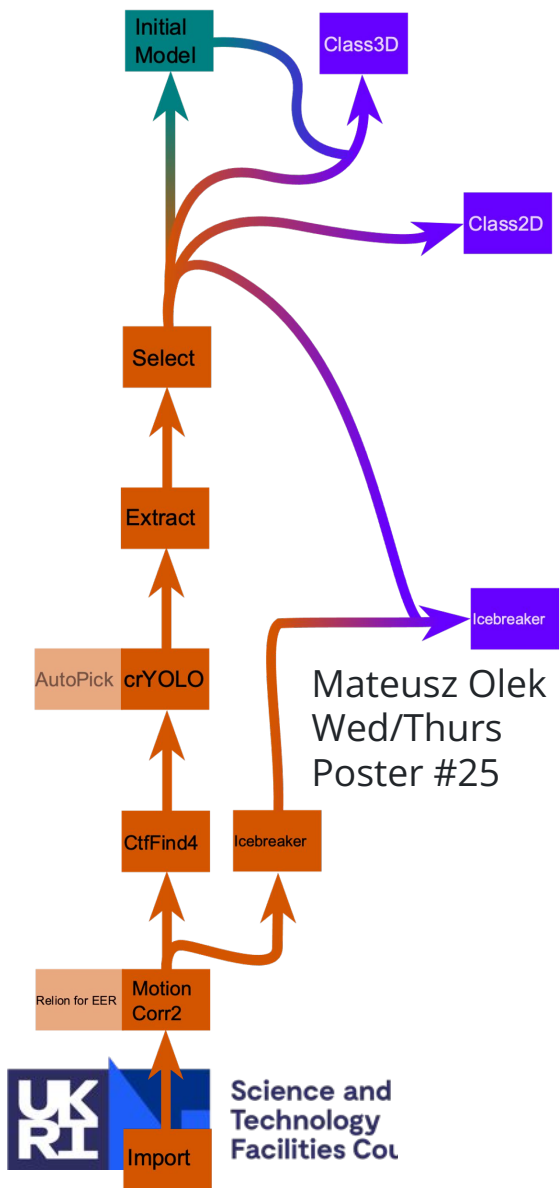 Initial
Model
Class3D
Class2D
Select
Extract
Icebreaker
AutoPick
crYOLO
Mateusz Olek
Wed/Thurs
Poster #25
CtfFind4
Icebreaker
Relion for EER
Motion
Corr2
UK
RI
Science and
Technology
Facilities Cou
Import